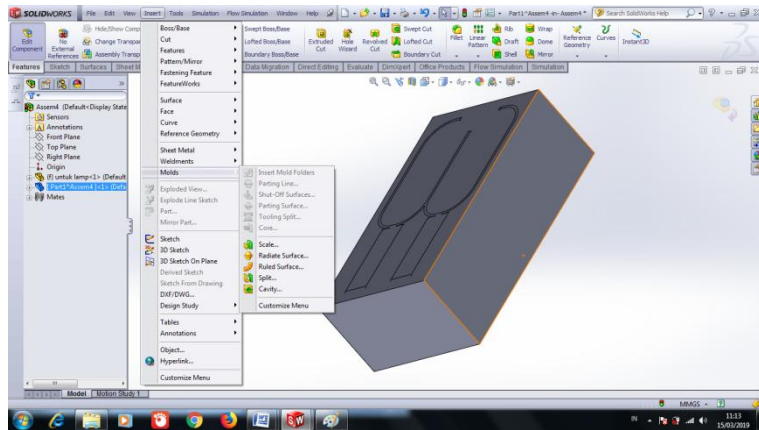 SOLIDWORKS File Edit View Insert Tools Simulation Flow Simulation Window Help Part1^Assem4 -in- Assem4 * Search SolidWorks Help
Edit Component
No External References
Hide/Show Comp
Change Transpar
Assembly Transp
Swept Boss/Base
Lofted Boss/Base
Boundary Boss/Base
Extruded Cut
Hole Wizard
Revolved Cut
Swept Cut
Lofted Cut
Boundary Cut
Fillet
Linear Pattern
Rib
Draft
Shell
Wrap
Dome
Mirror
Reference Geometry
Curves
Instant3D
Features Sketch Surfaces Sheet M Data Migration Direct Editing Evaluate DimXpert Office Products Flow Simulation Simulation
Assem4 (Default<Display State
Sensors
Annotations
Front Plane
Top Plane
Right Plane
Origin
(f) untuk lamp<1> (Default
[ Part1^Assem4 ]<1> (Defa
Mates
Boss/Base
Cut
Features
Pattern/Mirror
Fastening Feature
FeatureWorks
Surface
Face
Curve
Reference Geometry
Sheet Metal
Weldments
Molds
Exploded View...
Explode Line Sketch
Part...
Mirror Part...
Sketch
3D Sketch
3D Sketch On Plane
Derived Sketch
Sketch From Drawing
DXF/DWG...
Design Study
Tables
Annotations
Object...
Hyperlink...
Customize Menu
Insert Mold Folders
Parting Line...
Shut-Off Surfaces...
Parting Surface...
Tooling Split...
Core...
Scale...
Radiate Surface...
Ruled Surface...
Split...
Cavity...
Customize Menu
Model Motion Study 1
MMGS
IN 11:13
15/03/2019